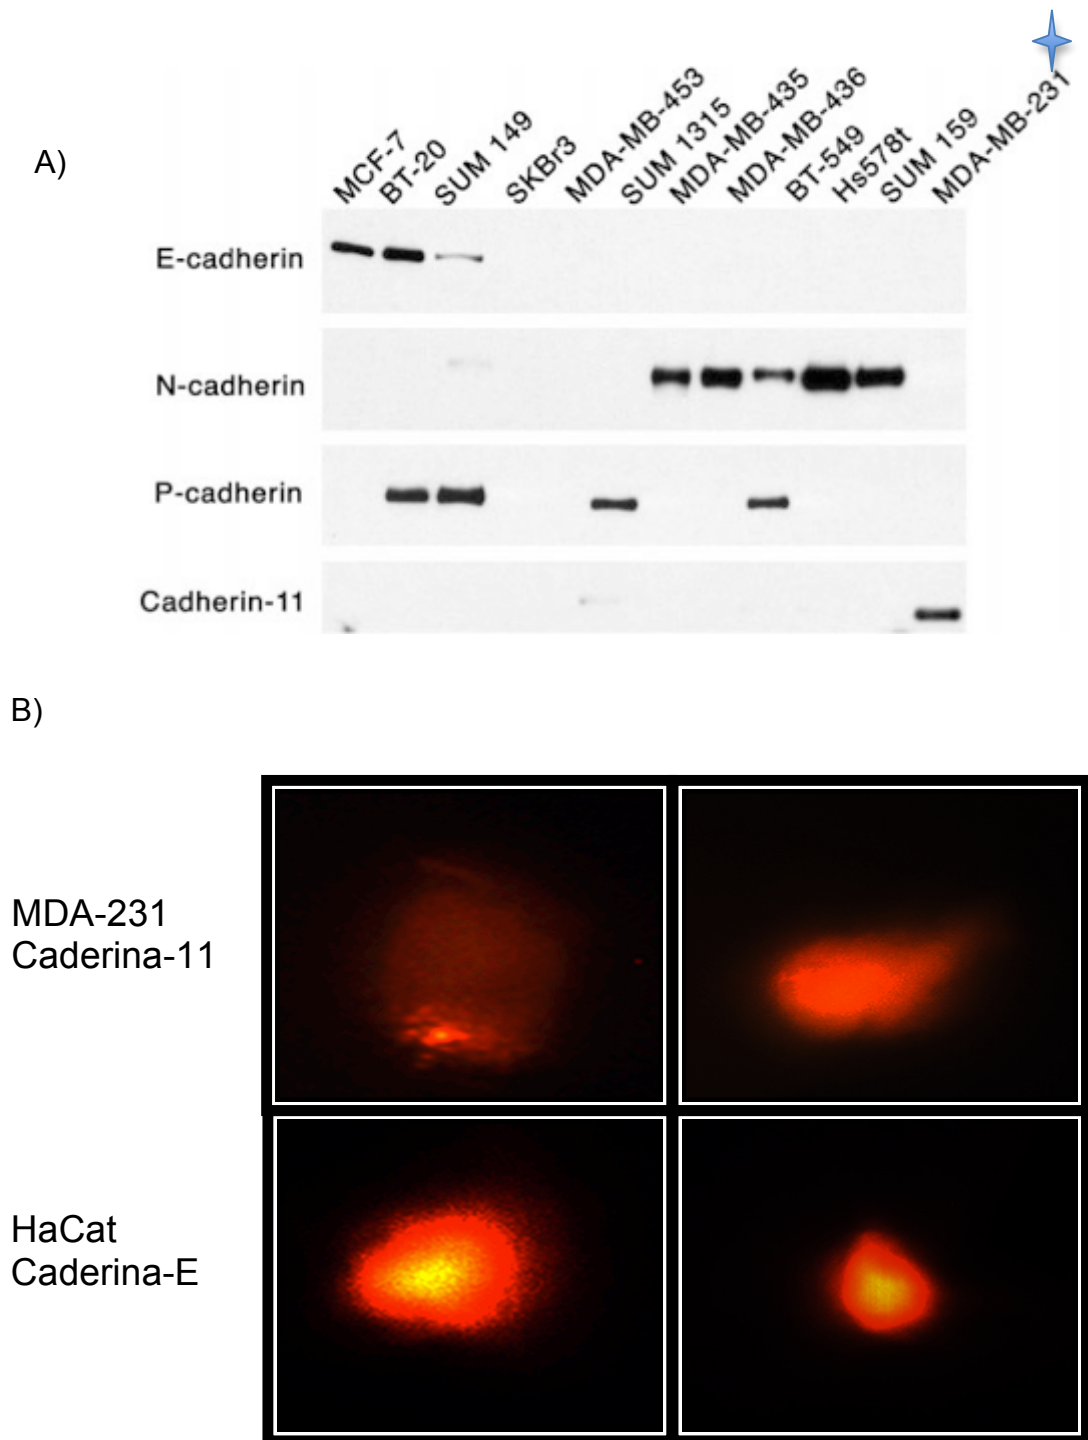 A)
MCF-7
BT-20
SUM 149
SKBr3
MDA-MB-453
SUM 1315
MDA-MB-435
MDA-MB-436
BT-549
Hs578t
SUM 159
MDA-MB-231
E-cadherin
N-cadherin
P-cadherin
Cadherin-11
B)
MDA-231
Caderina-11
HaCat
Caderina-E